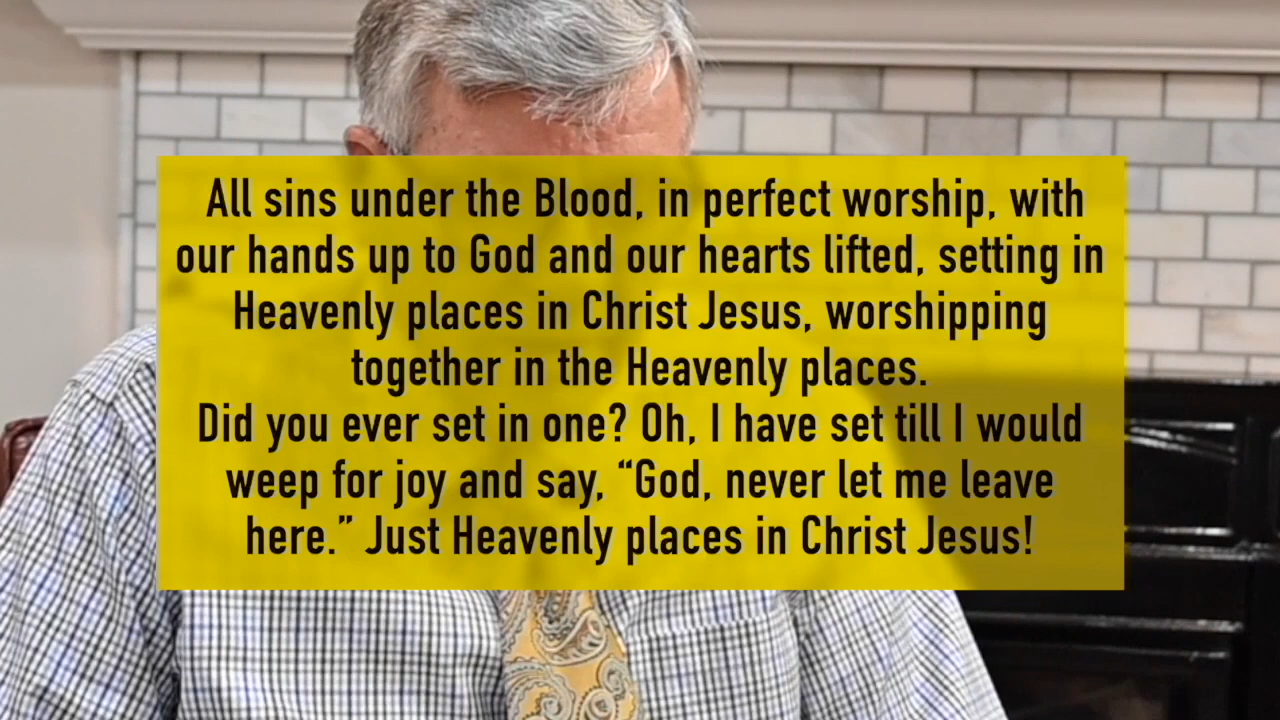 All sins under the Blood, in perfect worship, with
our hands up to God and our hearts lifted, setting in
Heavenly places in Christ Jesus, worshipping
together in the Heavenly places.
Did you ever set in one? Oh, I have set till I would
weep for joy and say, “God, never let me leave
here.” Just Heavenly places in Christ Jesus!